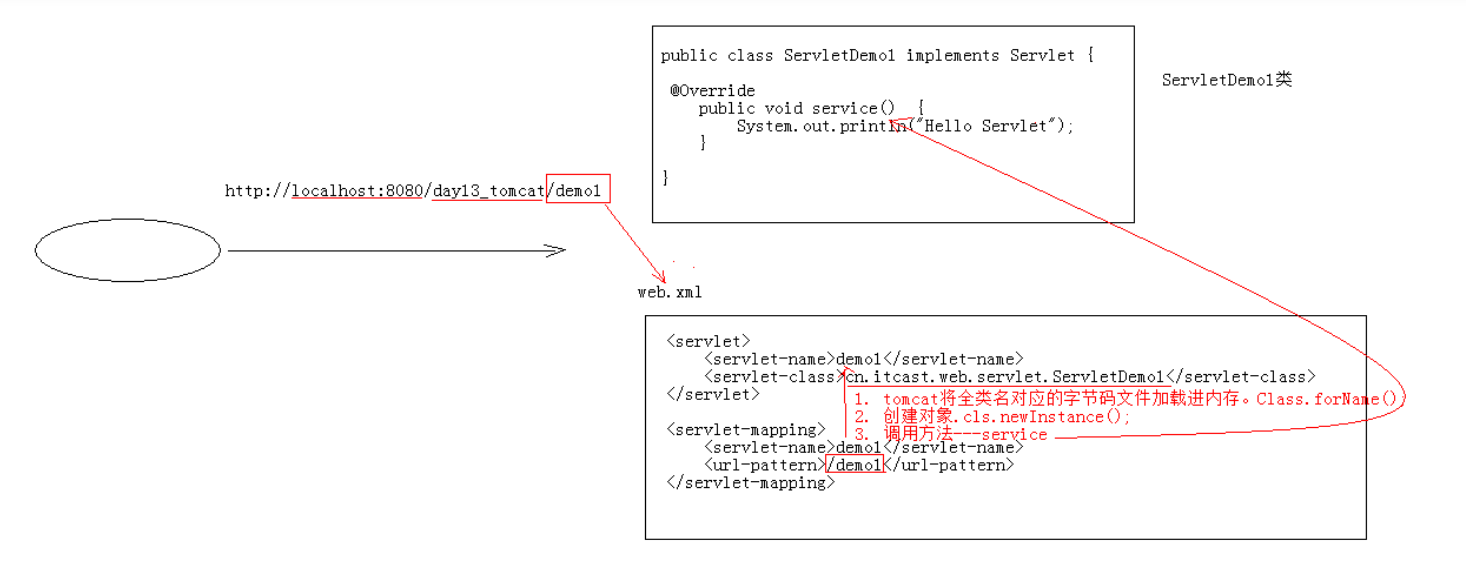 public class ServletDemo1 implements Servlet {
ServletDemo1类
@Override
public void service() {
System.out.println("Hello Servlet");
}
}
http://localhost:8080/day13_tomcat/demo1
web.xml
<servlet>
<servlet-name>demo1</servlet-name>
<servlet-class>cn.itcast.web.servlet.ServletDemo1</servlet-class>
</servlet>
1. tomcat将全类名对应的字节码文件加载进内存。Class.forName()
2. 创建对象.cls.newInstance();
<servlet-mapping>
3. 调用方法---service
<servlet-name>demo1</servlet-name>
<url-pattern>/demo1</url-pattern>
</servlet-mapping>